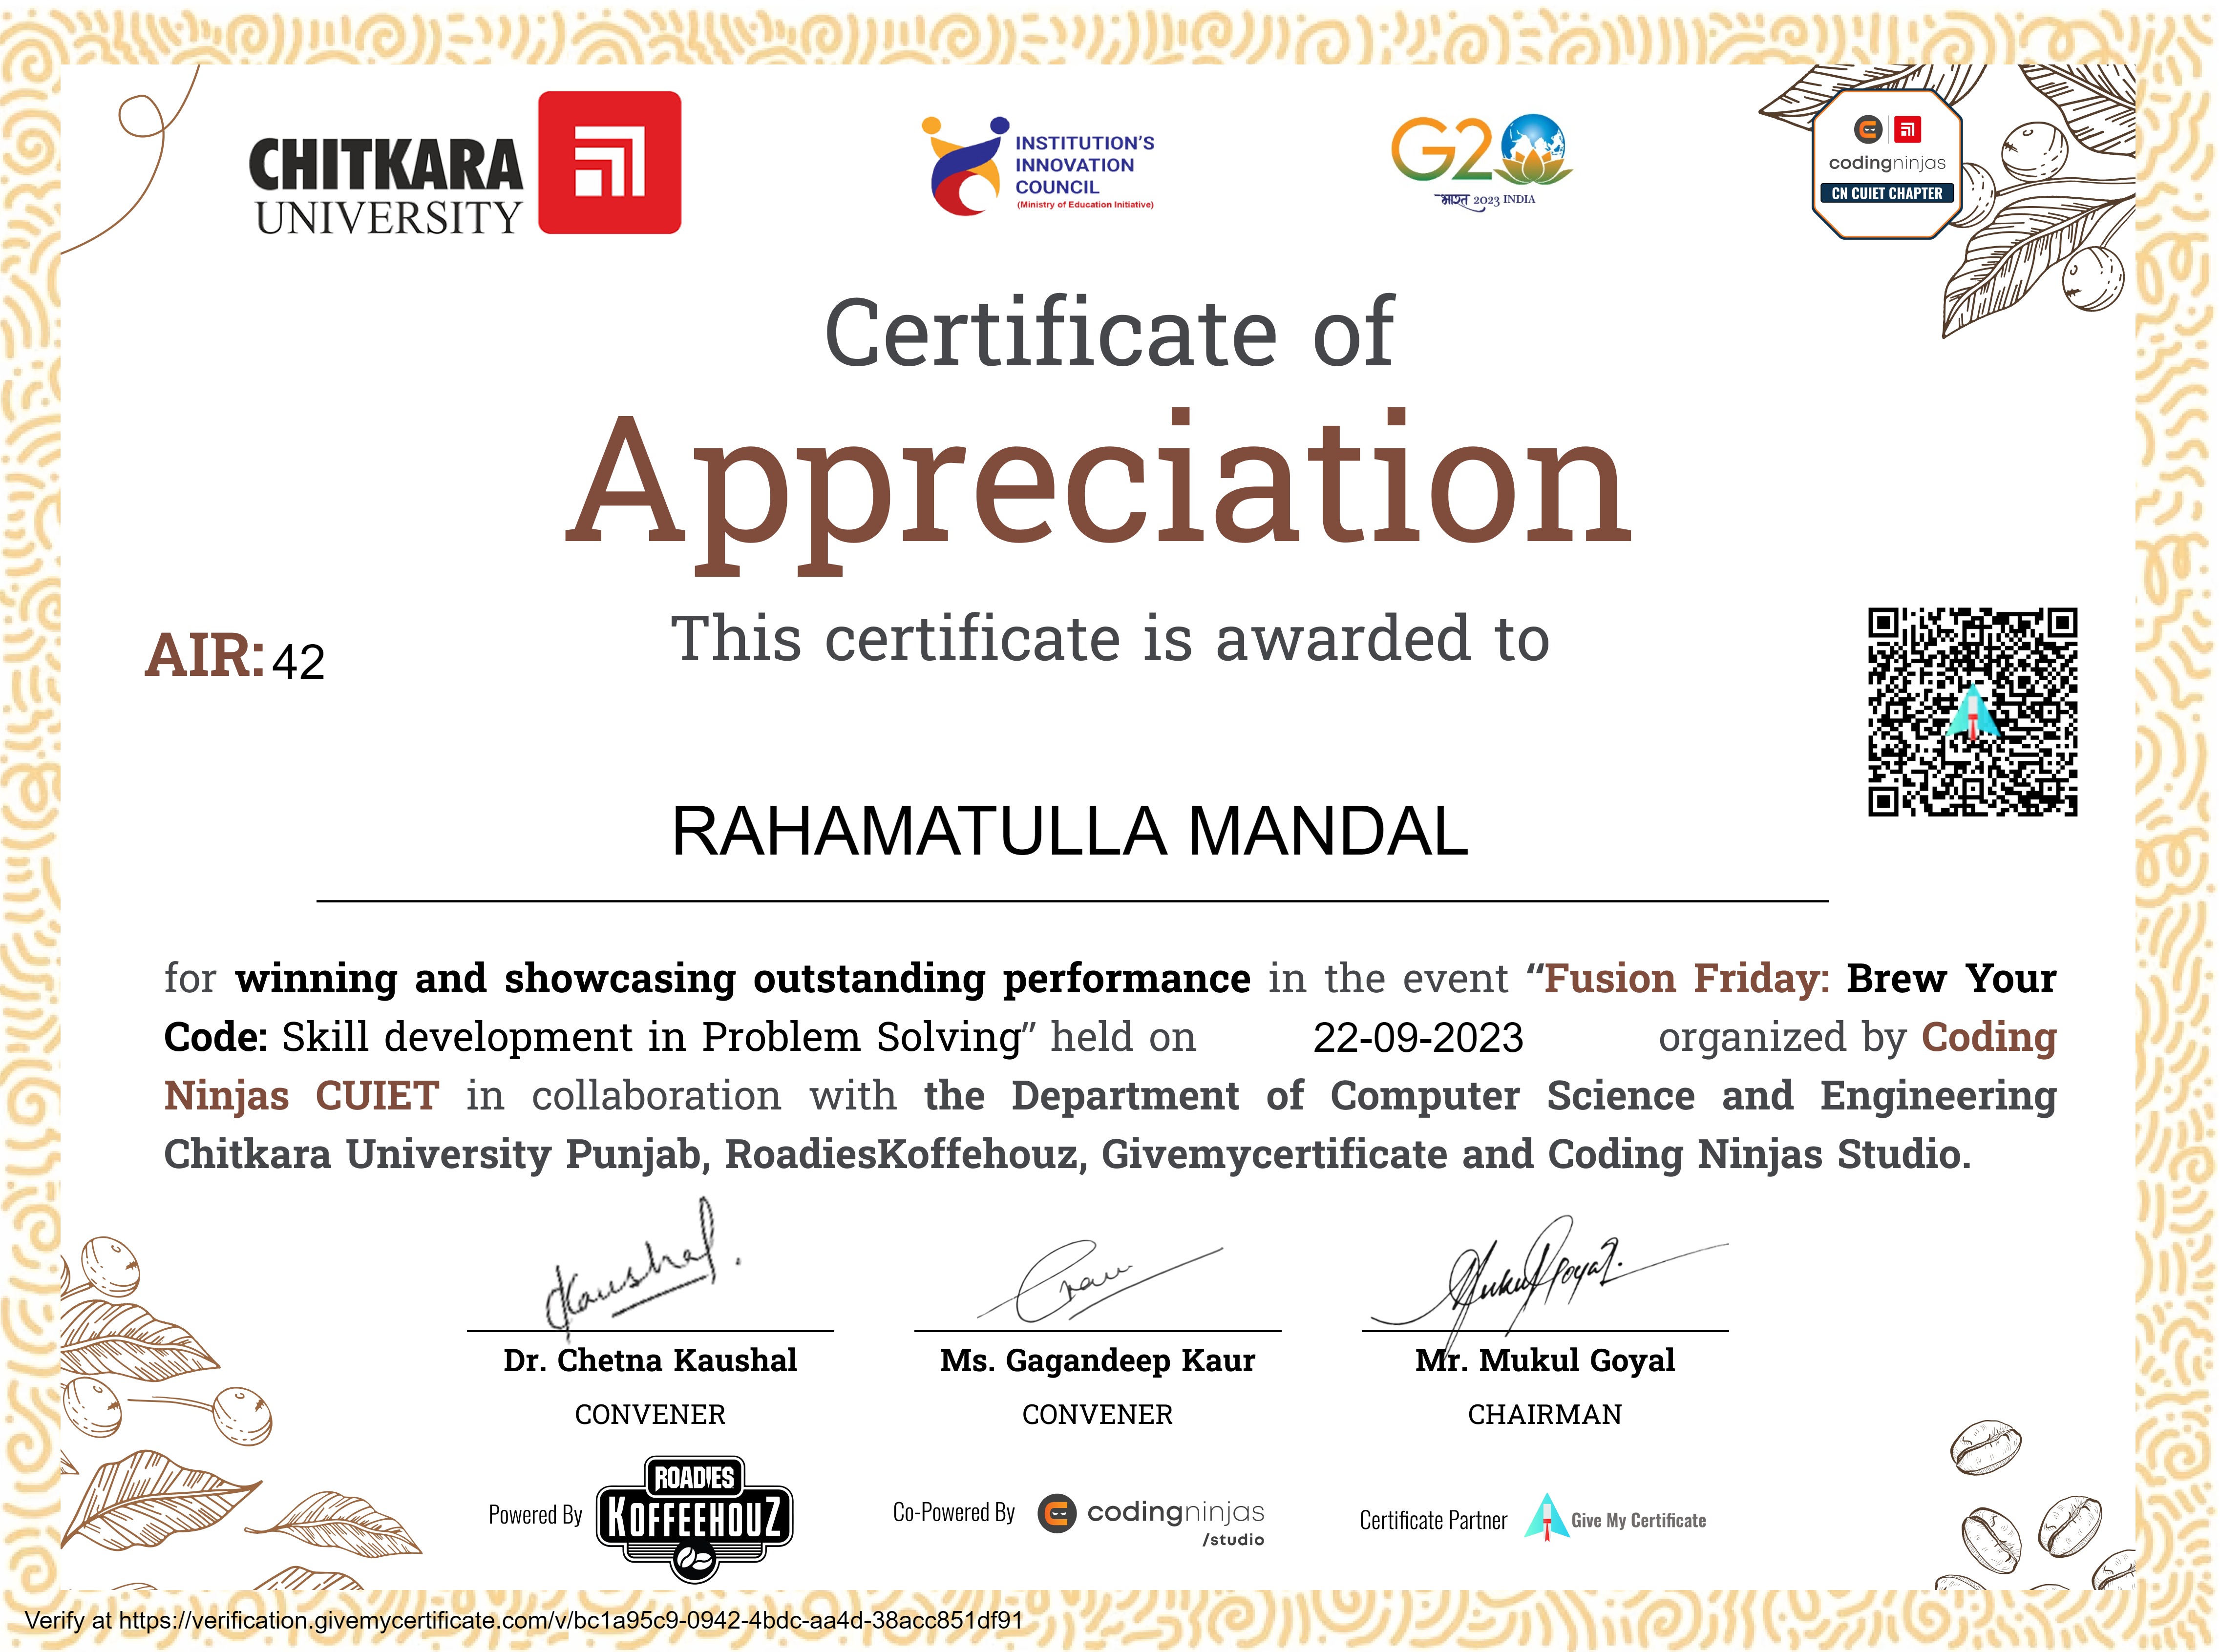 CHITKARA
UNIVERSITY
INSTITUTION'S
INNOVATION
COUNCIL
(Ministry of Education Initiative)
G20
भारत 2023 INDIA
codingninjas
CN CUIET CHAPTER
Certificate of
Appreciation
AIR: 42
This certificate is awarded to
RAHAMATULLA MANDAL
for winning and showcasing outstanding performance in the event “Fusion Friday: Brew Your
Code: Skill development in Problem Solving” held on 22-09-2023 organized by Coding
Ninjas CUIET in collaboration with the Department of Computer Science and Engineering
Chitkara University Punjab, RoadiesKoffehouz, Givemycertificate and Coding Ninjas Studio.
Kaushal.
Mukul Goyal.
Dr. Chetna Kaushal
Ms. Gagandeep Kaur
Mr. Mukul Goyal
CONVENER
CONVENER
CHAIRMAN
Powered By
ROADIES
KOFFEEHOUZ
Co-Powered By
codingninjas
/studio
Certificate Partner
Give My Certificate
Verify at https://verification.givemycertificate.com/v/bc1a95c9-0942-4bdc-aa4d-38acc851df91